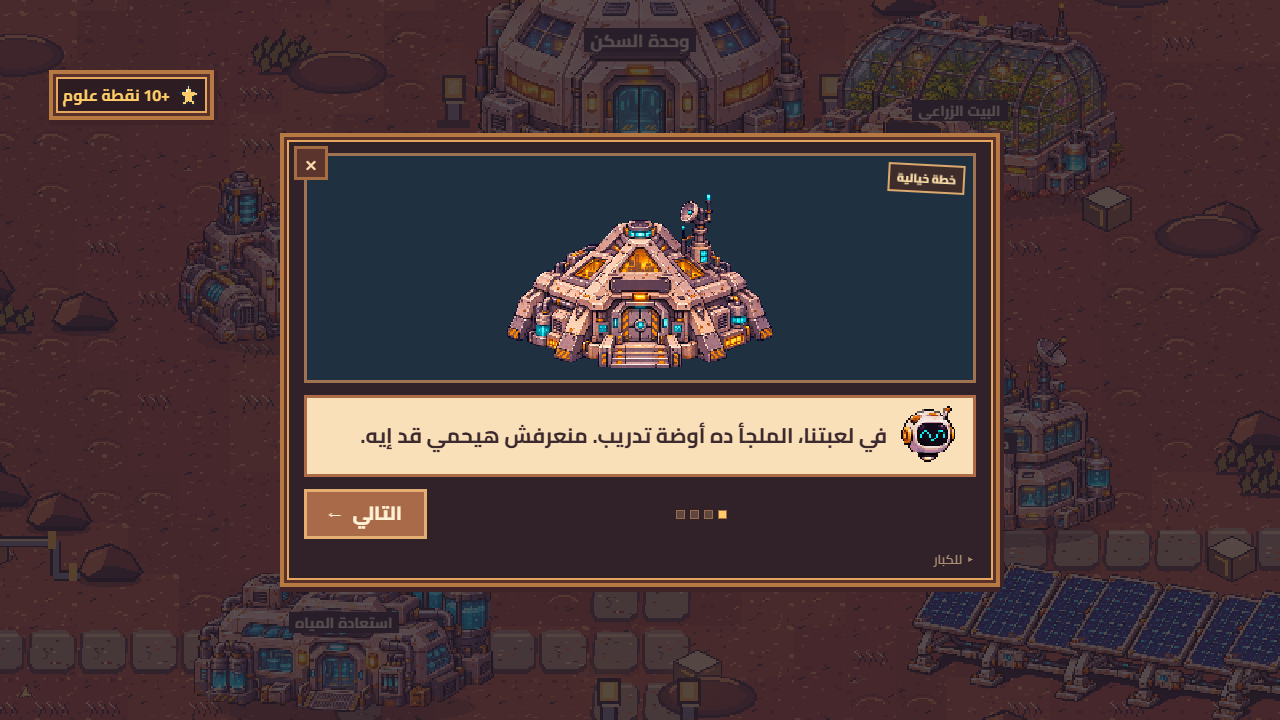 وحدة السكن
+10 نقطة علوم
البيت الزراعي
×
خطة خيالية
في لعبتنا، الملجأ ده أوضة تدريب. منعرفش هيحمي قد إيه.
التالي ←
▸ للكبار
استعادة المياه